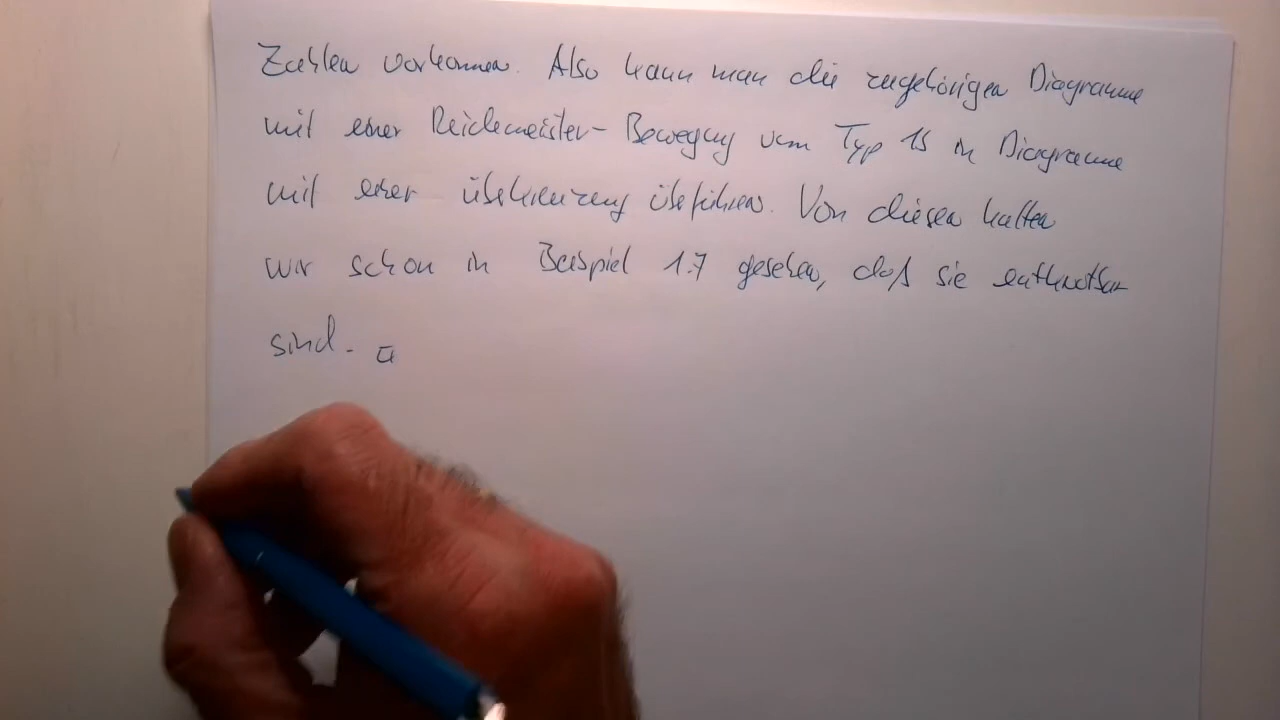 Zahlen vorkommen. Also kann man die zugehörigen Diagramme
mit einer Reidemeister-Bewegung vom Typ 1S in Diagramme
mit einer überkreuzung überführen. Von diesen hatten
wir schon in Beispiel 1.7 gesehen, daß sie entknotbar
sind. □